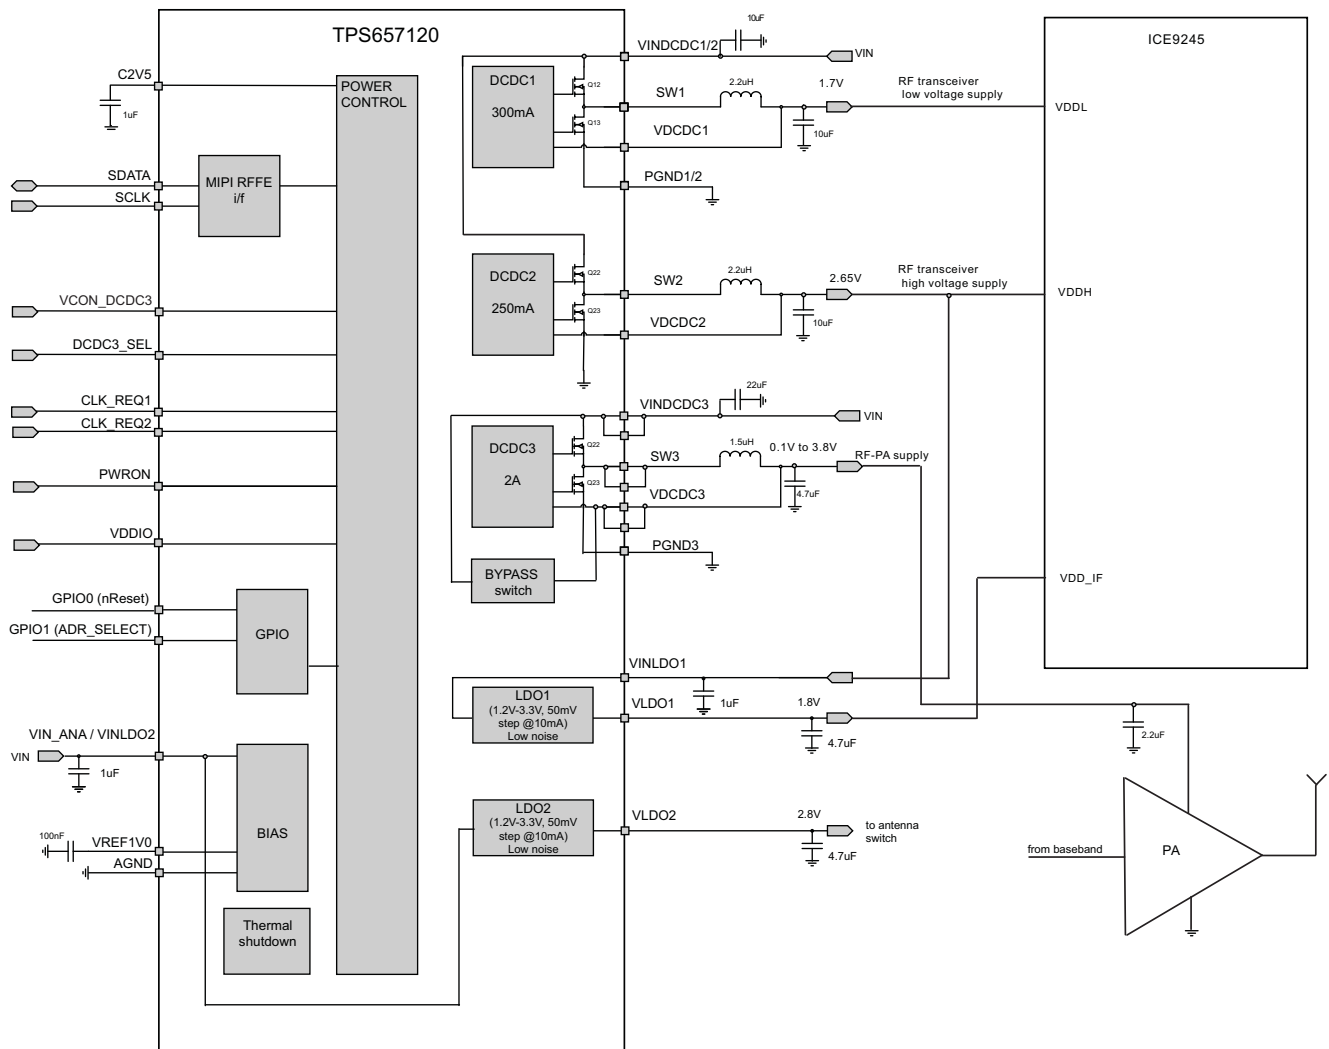 TPS657120
ICE9245
C2V5
1uF
POWER
CONTROL
SDATA
SCLK
MIPI RFFE
i/f
VCON_DCDC3
DCDC3_SEL
CLK_REQ1
CLK_REQ2
PWRON
VDDIO
GPIO0 (nReset)
GPIO1 (ADR_SELECT)
GPIO
VIN_ANA / VINLDO2
VIN
1uF
BIAS
100nF
VREF1V0
AGND
Thermal
shutdown
DCDC1
300mA
Q12
Q13
VINDCDC1/2
10uF
VIN
SW1
2.2uH
1.7V
RF transceiver
low voltage supply
VDDL
VDCDC1
10uF
PGND1/2
DCDC2
250mA
Q22
Q23
SW2
2.2uH
2.65V
RF transceiver
high voltage supply
VDDH
VDCDC2
10uF
VINDCDC3
22uF
VIN
DCDC3
2A
Q22
Q23
SW3
1.5uH
0.1V to 3.8V
RF-PA supply
VDCDC3
4.7uF
PGND3
BYPASS
switch
VDD_IF
VINLDO1
1uF
LDO1
(1.2V-3.3V, 50mV
step @10mA)
Low noise
VLDO1
1.8V
4.7uF
2.2uF
LDO2
(1.2V-3.3V, 50mV
step @10mA)
Low noise
VLDO2
2.8V
4.7uF
to antenna
switch
from baseband
PA